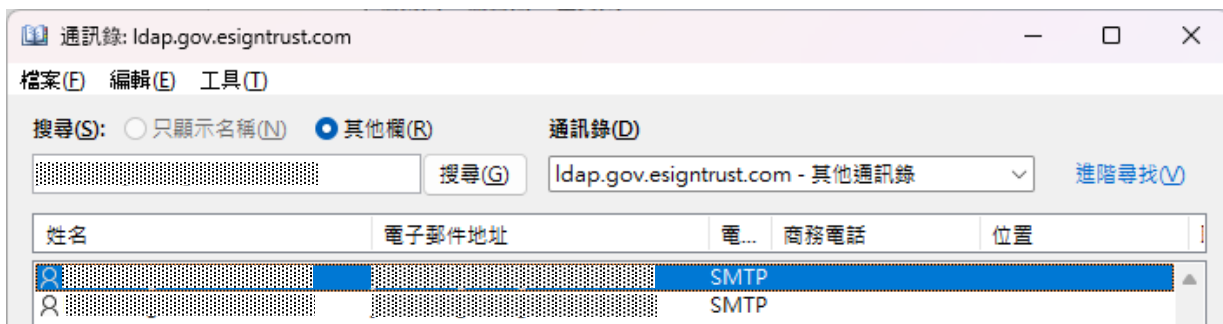 通訊錄: ldap.gov.esigntrust.com
檔案(F) 編輯(E) 工具(T)
搜尋(S): 只顯示名稱(N) 其他欄(R) 通訊錄(D)
搜尋(G) ldap.gov.esigntrust.com - 其他通訊錄 進階尋找(V)
姓名 電子郵件地址 電... 商務電話 位置
SMTP
SMTP